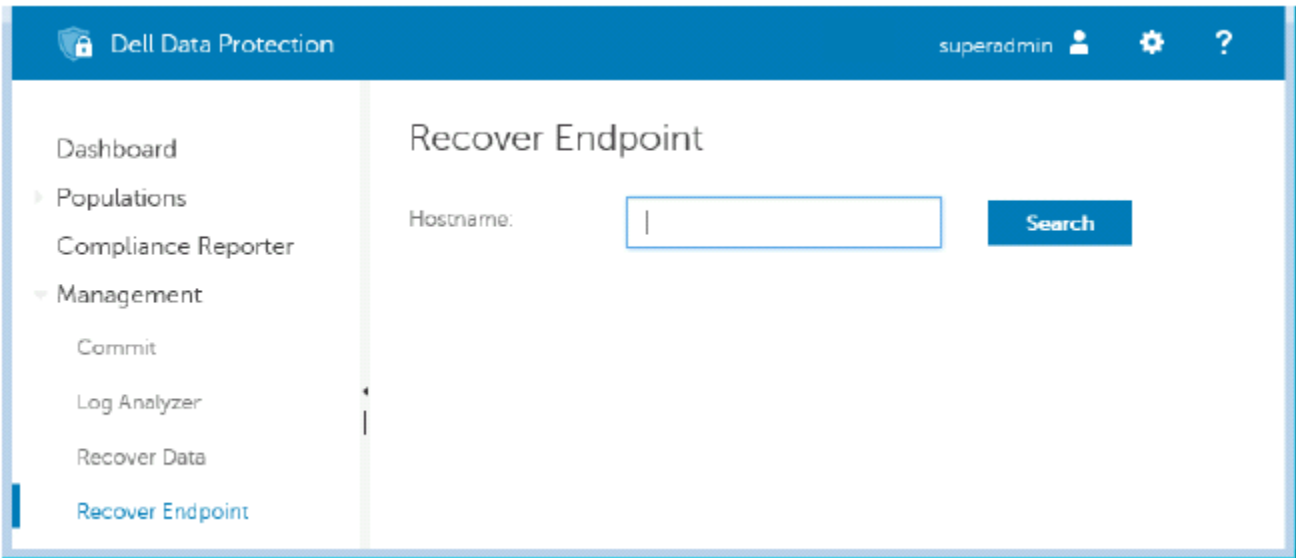 Dell Data Protection
superadmin
?
Dashboard
Populations
Compliance Reporter
Management
Commit
Log Analyzer
Recover Data
Recover Endpoint
Recover Endpoint
Hostname:
Search